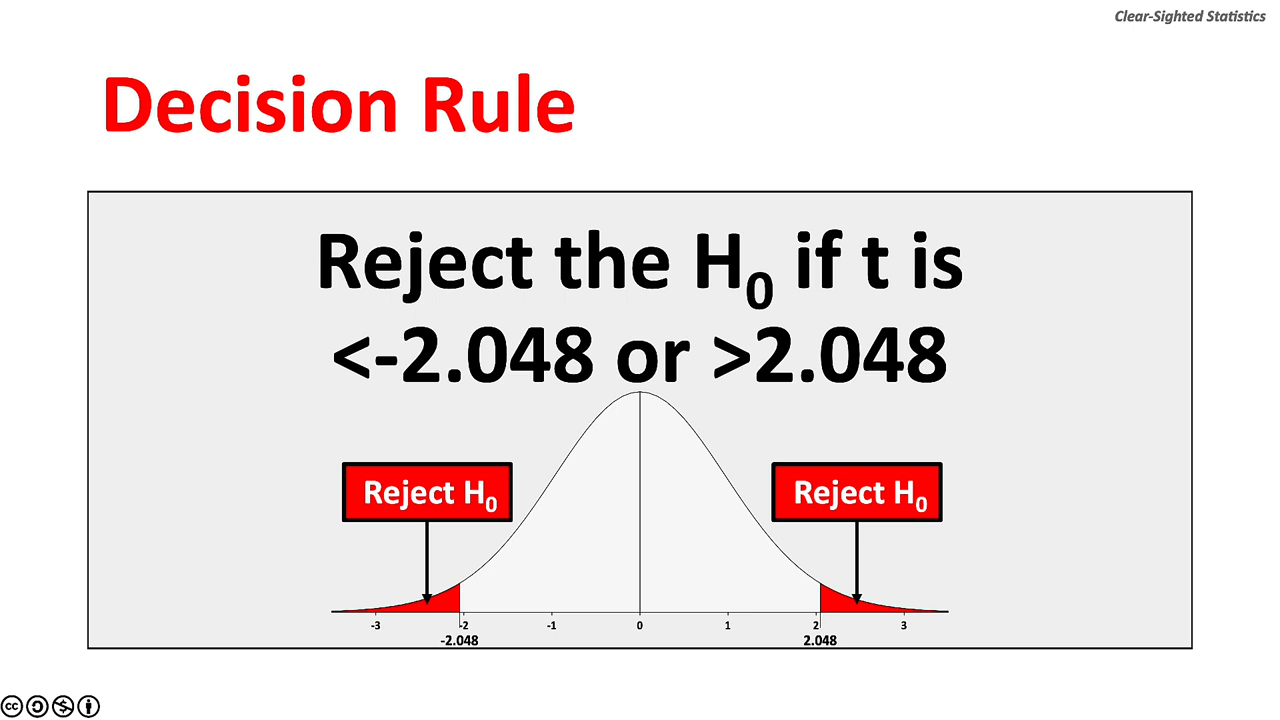 Clear-Sighted Statistics
Decision Rule
Reject the H₀ if t is
<-2.048 or >2.048
Reject H₀
Reject H₀
-3 -2 -1 0 1 2 3
-2.048 2.048
cc